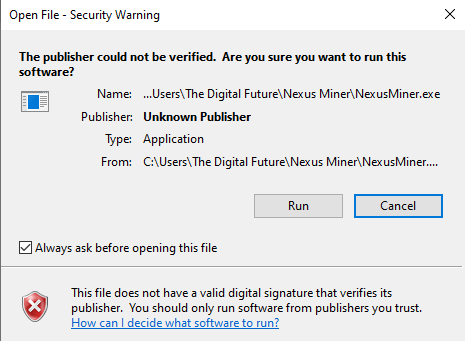 Open File - Security Warning
The publisher could not be verified. Are you sure you want to run this
software?
Name: ...Users\The Digital Future\Nexus Miner\NexusMiner.exe
Publisher: Unknown Publisher
Type: Application
From: C:\Users\The Digital Future\Nexus Miner\NexusMiner....
Run Cancel
Always ask before opening this file
This file does not have a valid digital signature that verifies its
publisher. You should only run software from publishers you trust.
How can I decide what software to run?